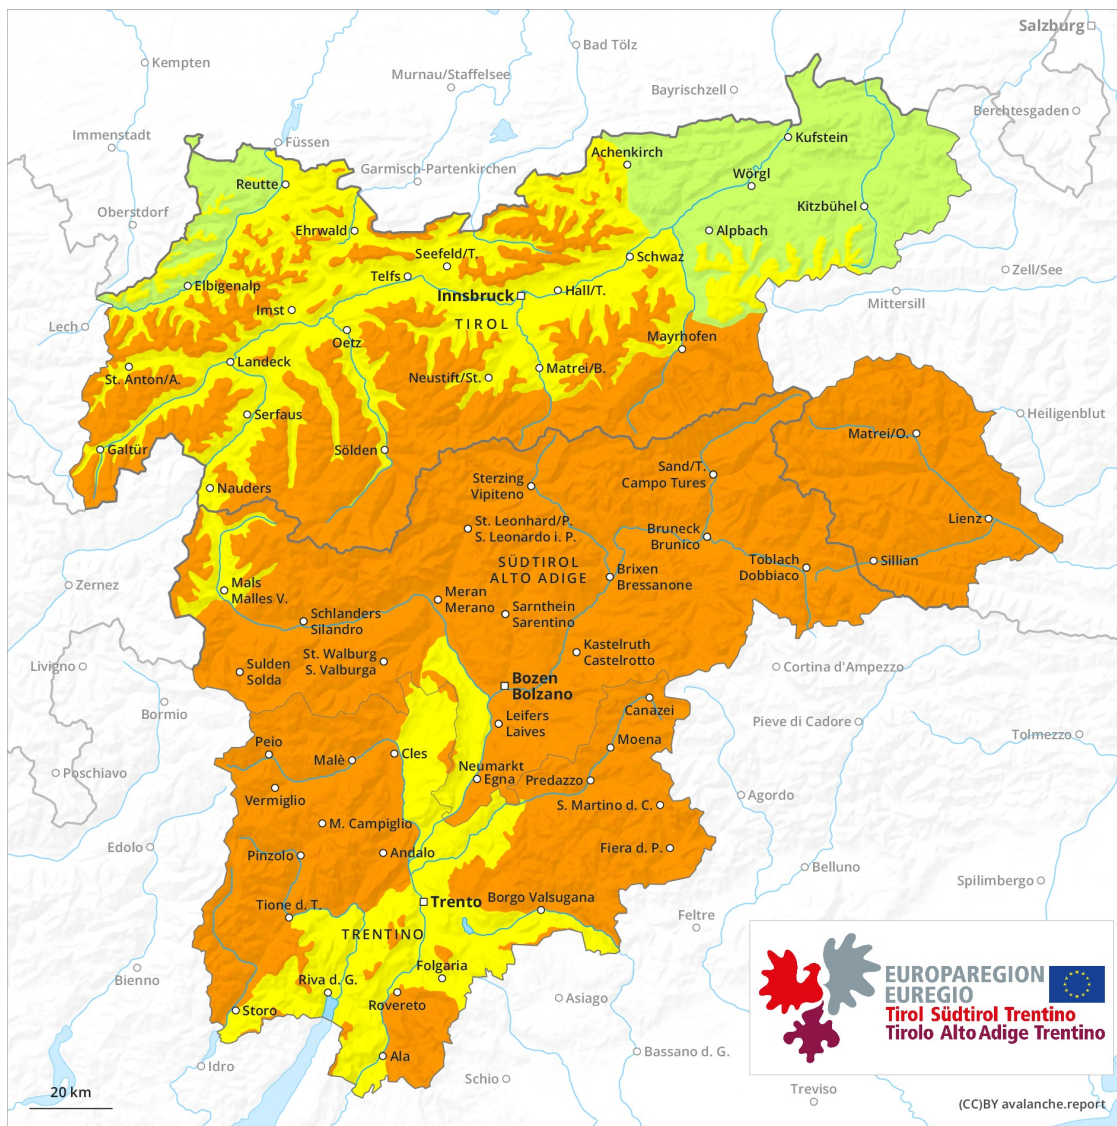 Salzburg
Bad Tölz
Kempten
Murnau/Staffelsee
Bayrischzell
Berchtesgaden
Immenstadt
Füssen
Kufstein
Achenkirch
Garmisch-Partenkirchen
Wörgl
Reutte
Kitzbühel
Oberstdorf
Ehrwald
Alpbach
Seefeld/T.
Schwaz
Telfs
Zell/See
Elbigenalp
Hall/T.
Innsbruck
Mittersill
Imst
TIROL
Lech
Oetz
Mayrhofen
Landeck
Matrei/B.
St. Anton/A.
Neustift/St.
Serfaus
Heiligenblut
Matrei/O.
Galtür
Sölden
Sand/T.
Campo Tures
Sterzing
Vipiteno
Nauders
Lienz
St. Leonhard/P.
S. Leonardo i. P.
Bruneck
Brunico
SÜDTIROL
ALTO ADIGE
Toblach
Dobbiaco
Sillian
Brixen
Bressanone
Zernez
Mals
Malles V.
Meran
Merano
Sarnthein
Sarentino
Schlanders
Silandro
Kastelruth
Castelrotto
St. Walburg
S. Valburga
Livigno
Sulden
Solda
Cortina d'Ampezzo
Bozen
Bolzano
Bormio
Canazei
Leifers
Laives
Pieve di Cadore
Tolmezzo
Moena
Peio
Malè
Cles
Neumarkt
Egna
Predazzo
Poschiavo
Vermiglio
Agordo
S. Martino d. C.
M. Campiglio
Edolo
Andalo
Fiera d. P.
Pinzolo
Belluno
Spilimbergo
Borgo Valsugana
Trento
Tione d. T.
Feltre
TRENTINO
Folgaria
Bienno
Riva d. G.
EUROPAREGION
EUREGIO
Tirol Südtirol Trentino
Tirolo Alto Adige Trentino
Asiago
Rovereto
Storo
Ala
Bassano d. G.
Idro
Schio
Treviso
20 km
(CC)BY avalanche.report